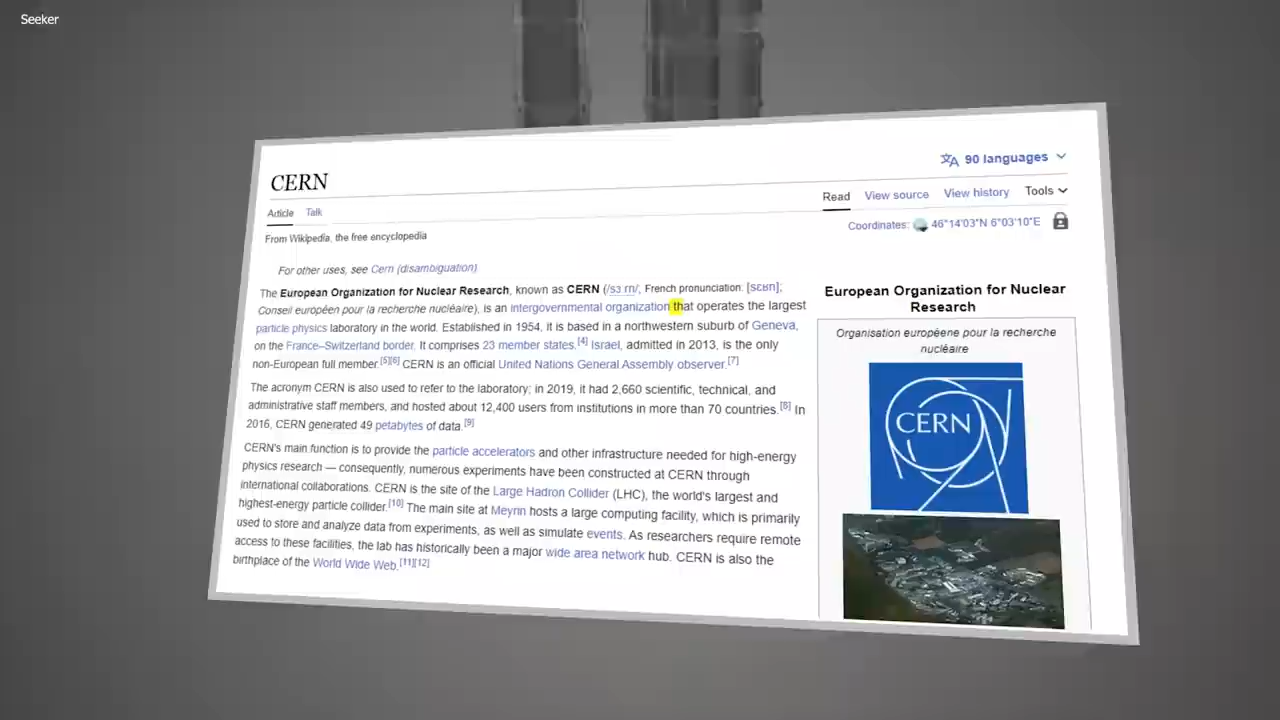 Seeker
90 languages
CERN
Article Talk
Read View source View history Tools
From Wikipedia, the free encyclopedia
Coordinates: 46°14′03″N 6°03′10″E
For other uses, see Cern (disambiguation)
The European Organization for Nuclear Research, known as CERN (/sɜːrn/; French pronunciation: [sɛʁn];
Conseil européen pour la recherche nucléaire), is an intergovernmental organization that operates the largest
particle physics laboratory in the world. Established in 1954, it is based in a northwestern suburb of Geneva,
on the France–Switzerland border. It comprises 23 member states.[4] Israel, admitted in 2013, is the only
non-European full member.[5][6] CERN is an official United Nations General Assembly observer.[7]
The acronym CERN is also used to refer to the laboratory; in 2019, it had 2,660 scientific, technical, and
administrative staff members, and hosted about 12,400 users from institutions in more than 70 countries.[8] In
2016, CERN generated 49 petabytes of data.[9]
CERN's main function is to provide the particle accelerators and other infrastructure needed for high-energy
physics research — consequently, numerous experiments have been constructed at CERN through
international collaborations. CERN is the site of the Large Hadron Collider (LHC), the world's largest and
highest-energy particle collider.[10] The main site at Meyrin hosts a large computing facility, which is primarily
used to store and analyze data from experiments, as well as simulate events. As researchers require remote
access to these facilities, the lab has historically been a major wide area network hub. CERN is also the
birthplace of the World Wide Web.[11][12]
European Organization for Nuclear
Research
Organisation européene pour la recherche
nucléaire
CERN